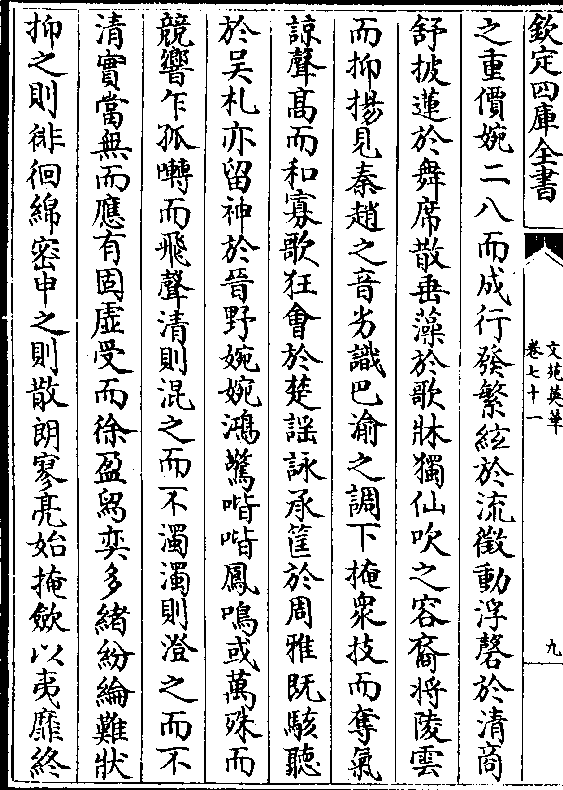 欽定四庫全書
文苑英華
卷七十一
九
之重價婉二八而成行發繁絃於流徵動浮磬於清商
舒披蓮於舞席散垂藻於歌牀獨仙吹之容裔将陵雲
而抑揚見秦趙之音劣識巴渝之調下掩衆技而奪氣
諒聲髙而和寡歌狂㑹於楚謡詠承筐於周雅既駭聽
於吴札亦留神於晉野婉婉鴻驚喈喈鳳鳴或萬殊而
競響乍孤囀而飛聲清則混之而不濁濁則澄之而不
清實當無而應有固虚受而徐盈舄奕多緒紛綸難狀
抑之則徘徊綿宻申之則散朗寥亮始掩歛以夷靡終